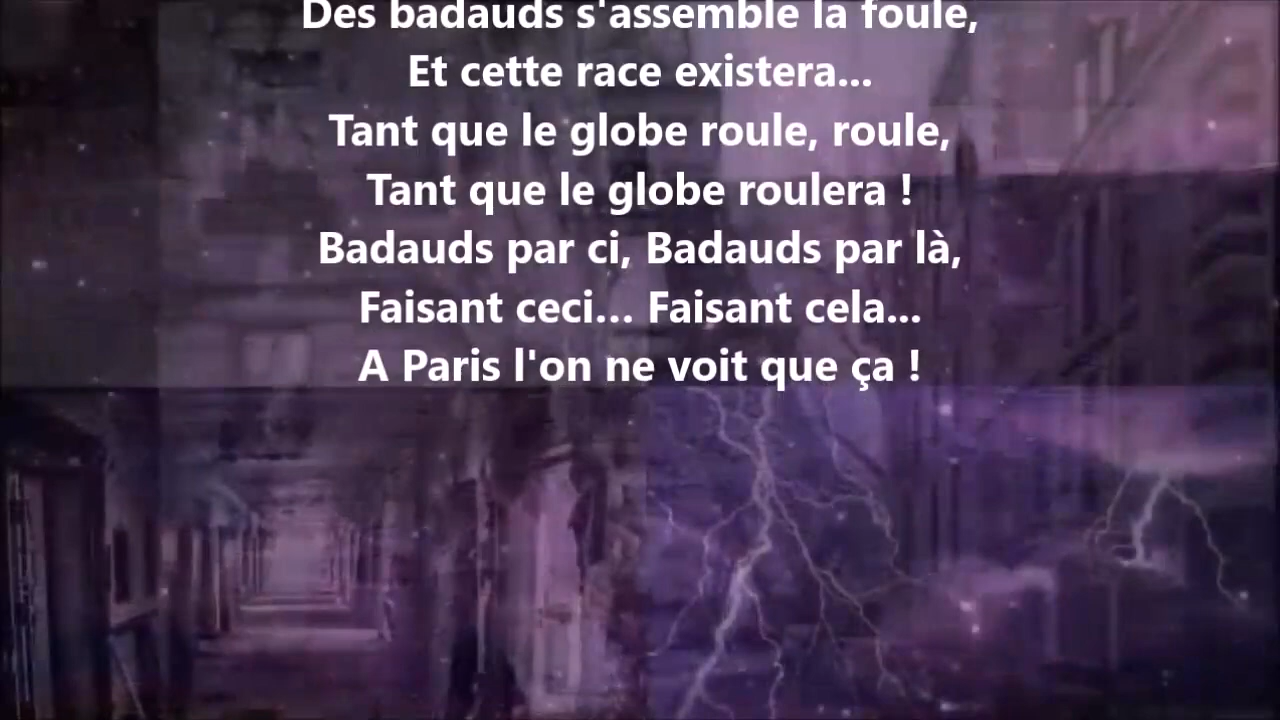 Des badauds s'assemble la foule,
Et cette race existera...
Tant que le globe roule, roule,
Tant que le globe roulera !
Badauds par ci, Badauds par là,
Faisant ceci... Faisant cela...
A Paris l'on ne voit que ça !